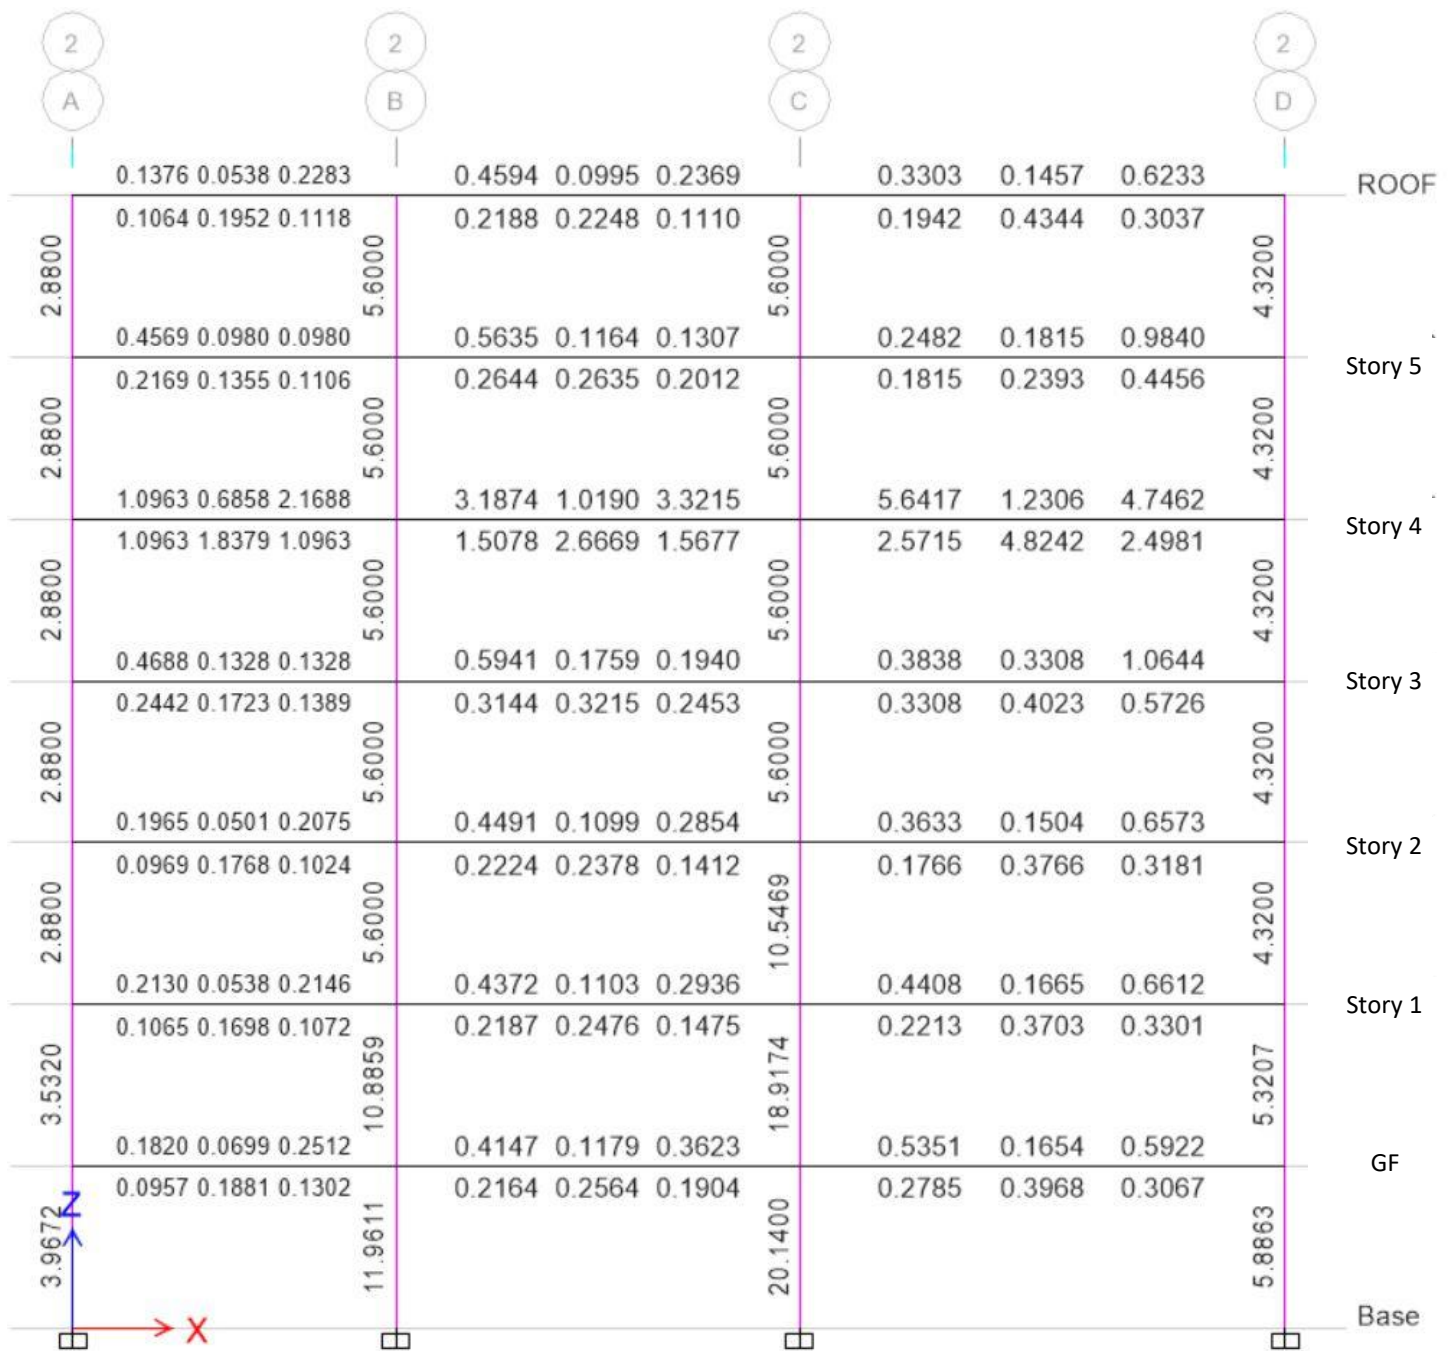 2 2 2 2
A B C D
0.1376 0.0538 0.2283 0.4594 0.0995 0.2369 0.3303 0.1457 0.6233 ROOF
0.1064 0.1952 0.1118 0.2188 0.2248 0.1110 0.1942 0.4344 0.3037
2.8800 5.6000 5.6000 4.3200
0.4569 0.0980 0.0980 0.5635 0.1164 0.1307 0.2482 0.1815 0.9840
Story 5
0.2169 0.1355 0.1106 0.2644 0.2635 0.2012 0.1815 0.2393 0.4456
2.8800 5.6000 5.6000 4.3200
1.0963 0.6858 2.1688 3.1874 1.0190 3.3215 5.6417 1.2306 4.7462
Story 4
1.0963 1.8379 1.0963 1.5078 2.6669 1.5677 2.5715 4.8242 2.4981
2.8800 5.6000 5.6000 4.3200
0.4688 0.1328 0.1328 0.5941 0.1759 0.1940 0.3838 0.3308 1.0644
Story 3
0.2442 0.1723 0.1389 0.3144 0.3215 0.2453 0.3308 0.4023 0.5726
2.8800 5.6000 5.6000 4.3200
0.1965 0.0501 0.2075 0.4491 0.1099 0.2854 0.3633 0.1504 0.6573
Story 2
0.0969 0.1768 0.1024 0.2224 0.2378 0.1412 0.1766 0.3766 0.3181
2.8800 5.6000 10.5469 4.3200
0.2130 0.0538 0.2146 0.4372 0.1103 0.2936 0.4408 0.1665 0.6612
Story 1
0.1065 0.1698 0.1072 0.2187 0.2476 0.1475 0.2213 0.3703 0.3301
3.5320 10.8859 18.9174 5.3207
0.1820 0.0699 0.2512 0.4147 0.1179 0.3623 0.5351 0.1654 0.5922
GF
0.0957 0.1881 0.1302 0.2164 0.2564 0.1904 0.2785 0.3968 0.3067
Z
3.9672 11.9611 20.1400 5.8863
X
Base